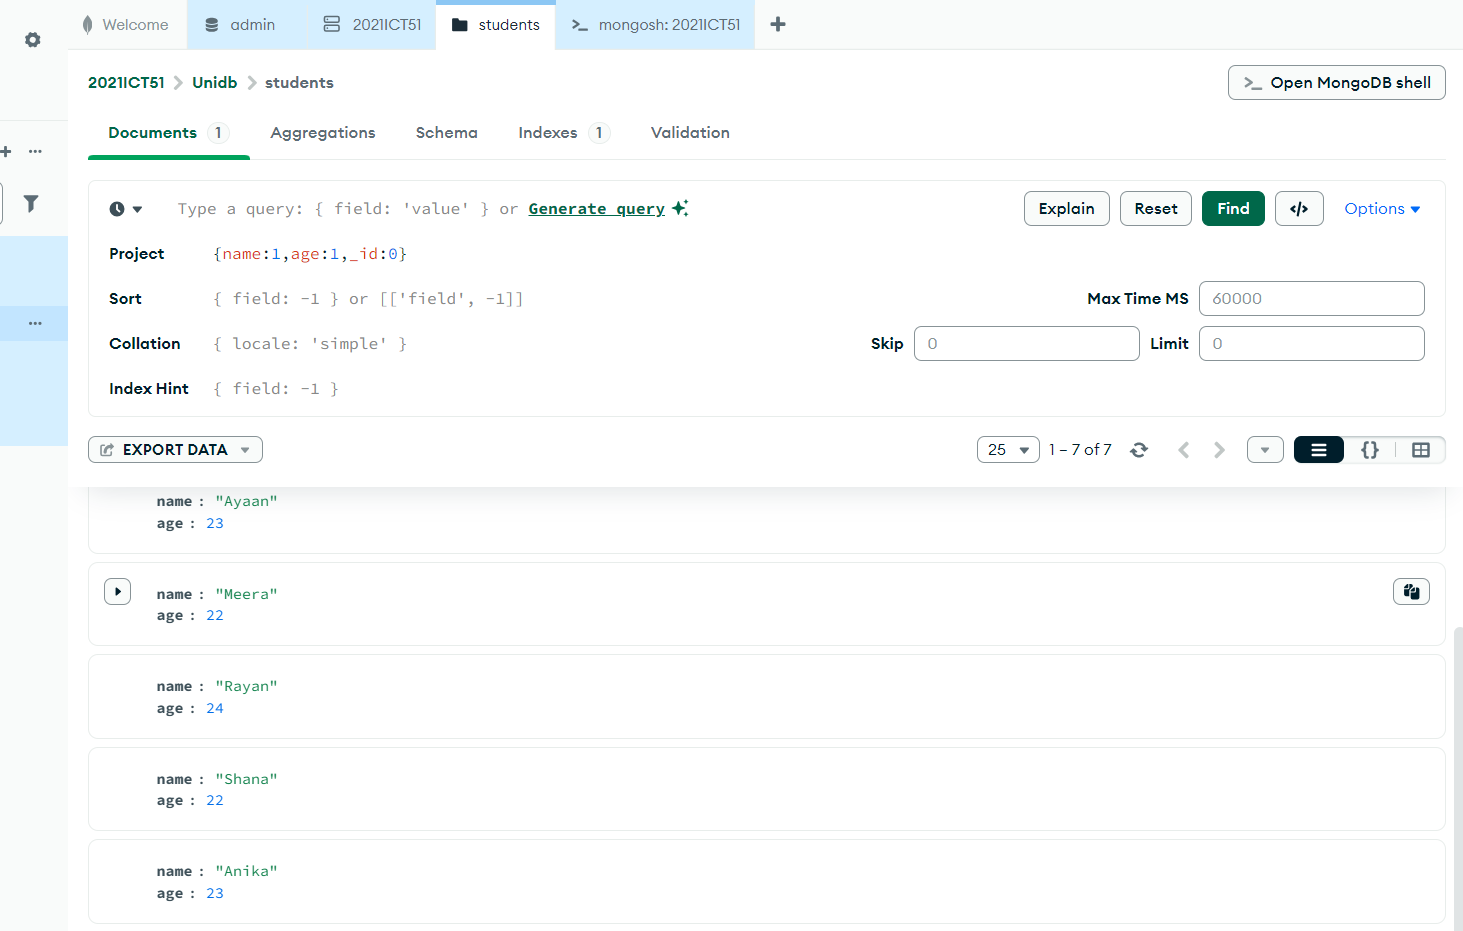 Welcome admin 2021ICT51 students mongosh: 2021ICT51
2021ICT51 Unidb students
>_ Open MongoDB shell
Documents 1 Aggregations Schema Indexes 1 Validation
Type a query: { field: 'value' } or Generate query
Explain Reset Find </> Options
Project {name:1,age:1,_id:0}
Sort { field: -1 } or [['field', -1]]
Max Time MS 60000
Collation { locale: 'simple' }
Skip 0 Limit 0
Index Hint { field: -1 }
EXPORT DATA
25 1 – 7 of 7 {}
name : "Ayaan"
age : 23
name : "Meera"
age : 22
name : "Rayan"
age : 24
name : "Shana"
age : 22
name : "Anika"
age : 23